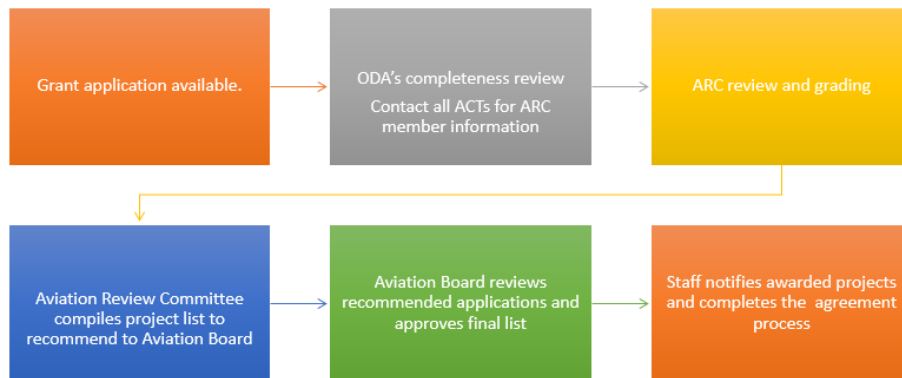 Grant application available.
ODA's completeness review
Contact all ACTs for ARC
member information
ARC review and grading
Aviation Review Committee
compiles project list to
recommend to Aviation Board
Aviation Board reviews
recommended applications and
approves final list
Staff notifies awarded projects
and completes the  agreement
process